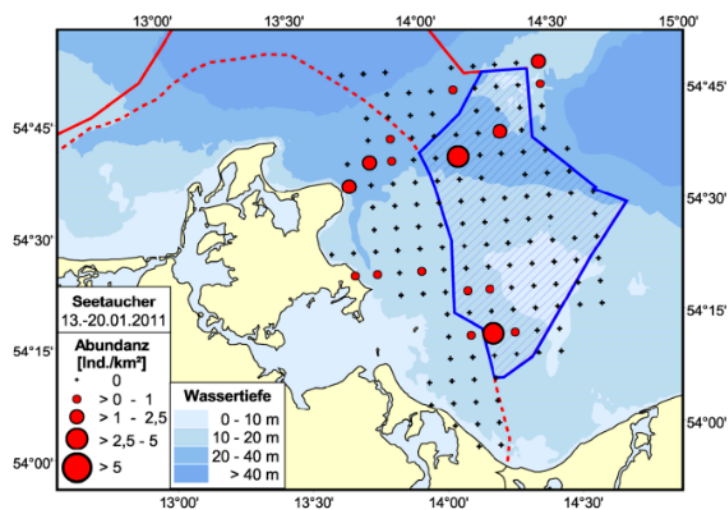 13°00' 13°30' 14°00' 14°30' 15°00'
54°45'
54°45'
54°30'
54°30'
54°15'
54°15'
54°00'
54°00'
Seetaucher
13.-20.01.2011
Abundanz
[Ind./km²]
0
> 0 - 1
> 1 - 2,5
> 2,5 - 5
> 5
Wassertiefe
0 - 10 m
10 - 20 m
20 - 40 m
> 40 m
13°00' 13°30' 14°00' 14°30'